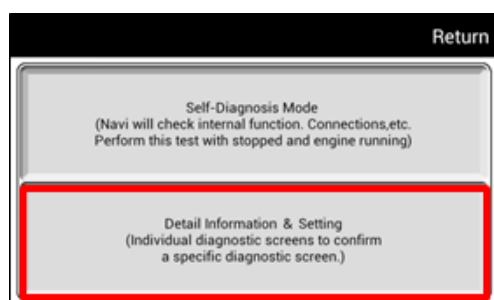 Return
Self-Diagnosis Mode
(Navi will check internal function. Connections,etc.
Perform this test with stopped and engine running)
Detail Information & Setting
(Individual diagnostic screens to confirm
a specific diagnostic screen.)